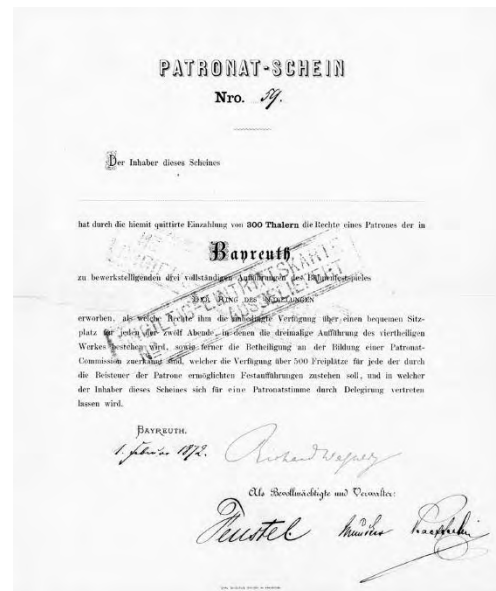 PATRONAT-SCHEIN
Nro. 59.
Der Inhaber dieses Scheines
hat durch die hiemit quittirte Einzahlung von 300 Thalern die Rechte eines Patrones der in
Bayreuth
zu bewerkstelligenden drei vollständigen Aufführungen des Bühnenfestspieles
DER RING DES NIBELUNGEN
erworben, als welche Rechte ihm die unbedingte Verfügung über einen bequemen Sitz-
platz für jeden der zwölf Abende, in denen die dreimalige Aufführung des viertheiligen
Werkes bestehen wird, sowie ferner die Betheiligung an der Bildung einer Patronat-
Commission zuerkannt sind, welcher die Verfügung über 500 Freiplätze für jede der durch
die Beisteuer der Patrone ermöglichten Festaufführungen zustehen soll, und in welcher
der Inhaber dieses Scheines sich für eine Patronatstimme durch Delegirung vertreten
lassen wird.
BAYREUTH.
1. Februar 1872.
Richard Wagner
Als Bevollmächtigte und Verwalter:
Feustel